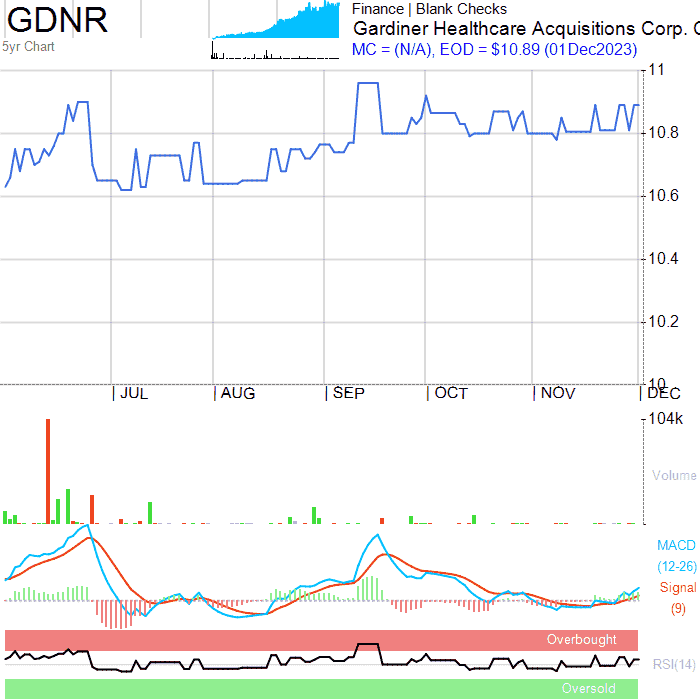 GDNR
5yr Chart
Finance | Blank Checks
Gardiner Healthcare Acquisitions Corp.
MC = (N/A), EOD = $10.89 (01Dec2023)
11
10.8
10.6
10.4
10.2
10
JUL AUG SEP OCT NOV DEC
104k
Volume
MACD
(12-26)
Signal
(9)
Overbought
RSI(14)
Oversold